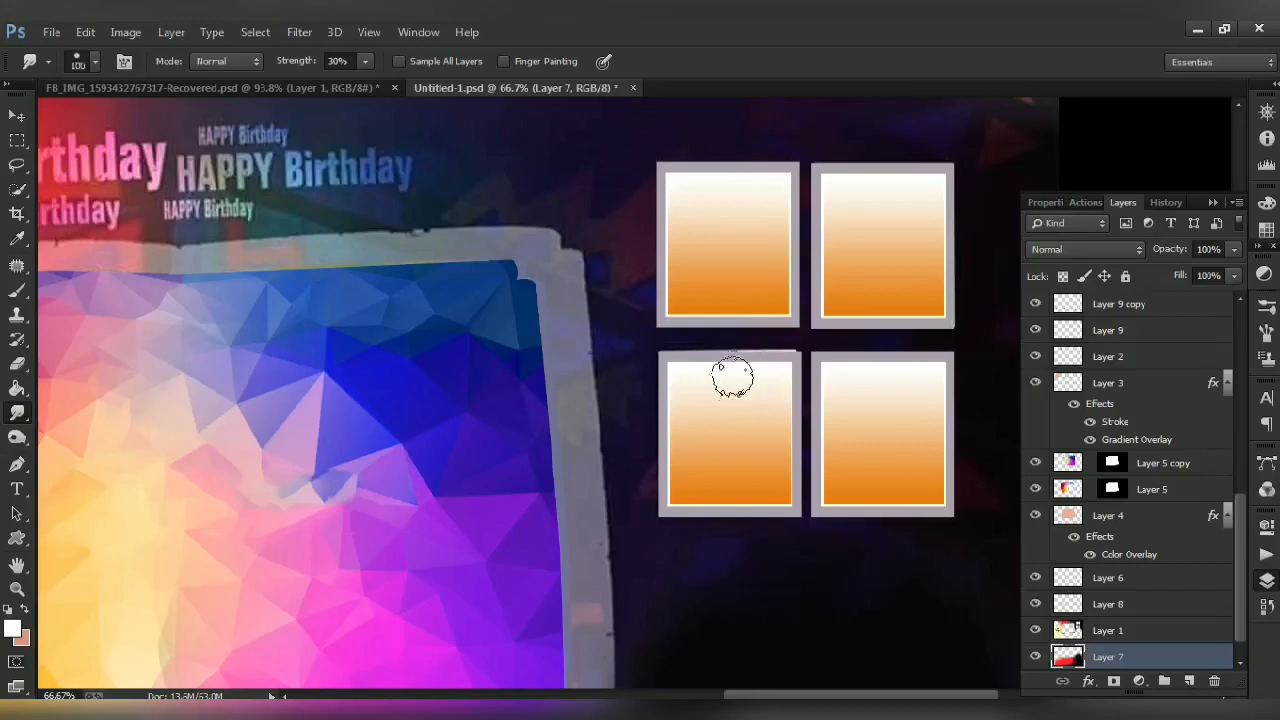 Ps File Edit Image Layer Type Select Filter 3D View Window Help
100 Mode: Normal Strength: 30% Sample All Layers Finger Painting Essentials
FB_IMG_1593432767317-Recovered.psd @ 93.8% (Layer 1, RGB/8#) * × Untitled-1.psd @ 66.7% (Layer 7, RGB/8) * ×
HAPPY Birthday
rthday HAPPY Birthday
rthday HAPPY Birthday
Properti Actions Layers History
Kind
Normal Opacity: 100%
Lock: Fill: 100%
Layer 9 copy
Layer 9
Layer 2
Layer 3 fx
Effects
Stroke
Gradient Overlay
Layer 5 copy
Layer 5
Layer 4 fx
Effects
Color Overlay
Layer 6
Layer 8
Layer 1
Layer 7
66.67% Doc: 13.6M/63.0M